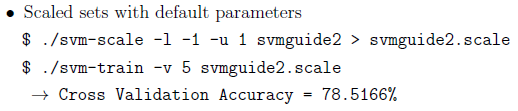 • Scaled sets with default parameters
$ ./svm-scale -l -1 -u 1 svmguide2 > svmguide2.scale
$ ./svm-train -v 5 svmguide2.scale
→ Cross Validation Accuracy = 78.5166%